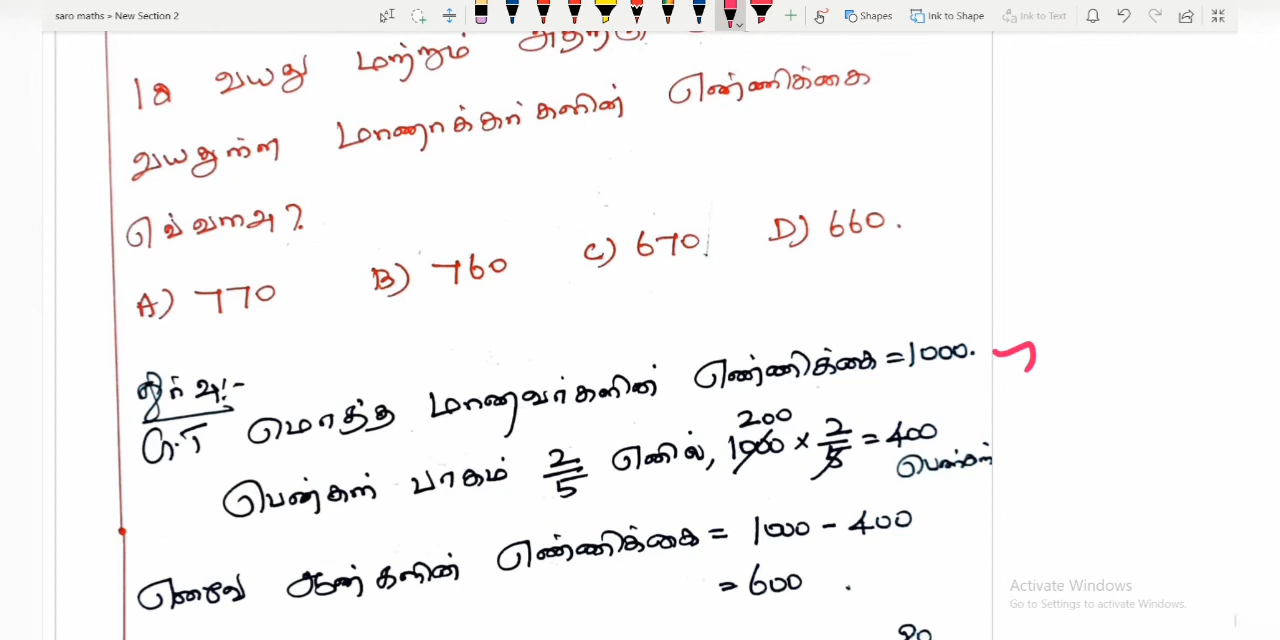 saro maths > New Section 2
Shapes
Ink to Shape
Ink to Text
18 வயது மற்றும் அதற்கு
வயதுள்ள மாணாக்கர்களின் எண்ணிக்கை
எவ்வளவு?
A) 770 B) 760 C) 670 D) 660.
தீர்வு:-
G.T மொத்த மாணவர்களின் எண்ணிக்கை = 1000.
பெண்கள் பாகம் 2/5 எனில், 1000 × 2/5 = 400
200
பெண்கள்
எனவே ஆண்களின் எண்ணிக்கை = 1000 - 400
= 600
Activate Windows
Go to Settings to activate Windows.